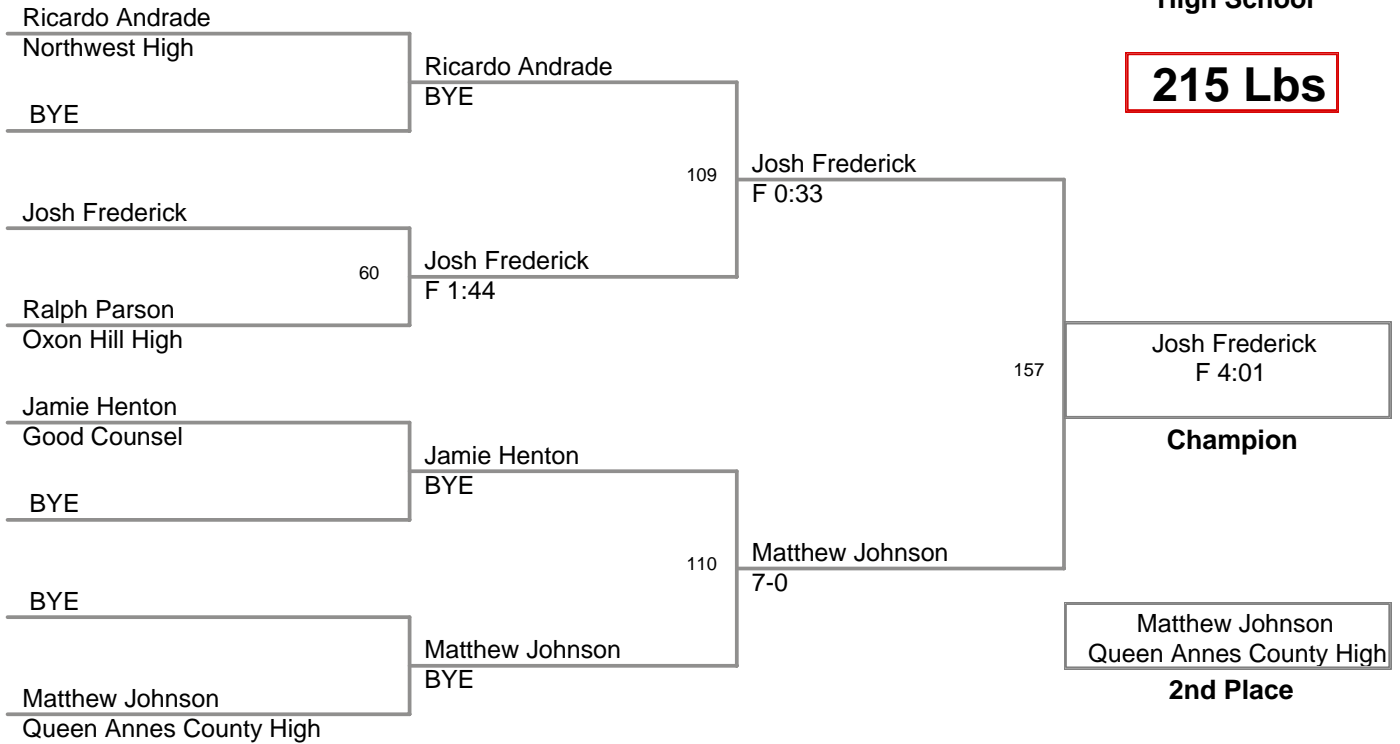 High School
215 Lbs
Ricardo Andrade
Northwest High
BYE
Josh Frederick
60
Ralph Parson
Oxon Hill High
Jamie Henton
Good Counsel
BYE
BYE
Matthew Johnson
Queen Annes County High
Ricardo Andrade
BYE
109
Josh Frederick
F 1:44
Jamie Henton
BYE
110
Matthew Johnson
BYE
Josh Frederick
F 0:33
157
Matthew Johnson
7-0
Josh Frederick
F 4:01
Champion
Matthew Johnson
Queen Annes County High
2nd Place